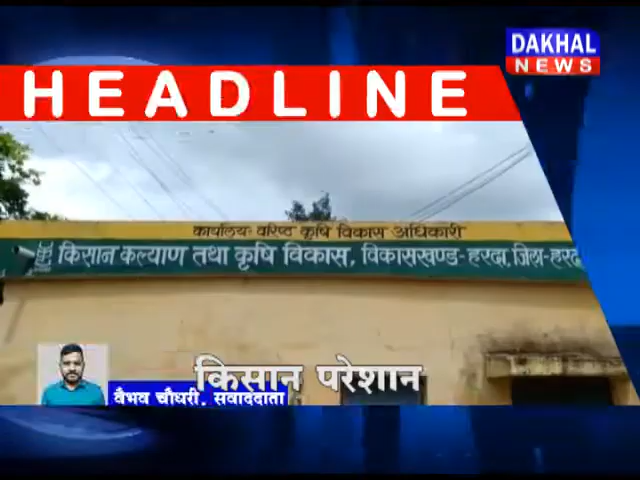 DAKHAL
NEWS
HEADLINE
कार्यालय- वरिष्ट कृषि विकास अधिकारी
किसान कल्याण तथा कृषि विकास, विकासखण्ड- हरदा, जिला-हरदा
किसान परेशान
वैभव चौधरी, संवाददाता